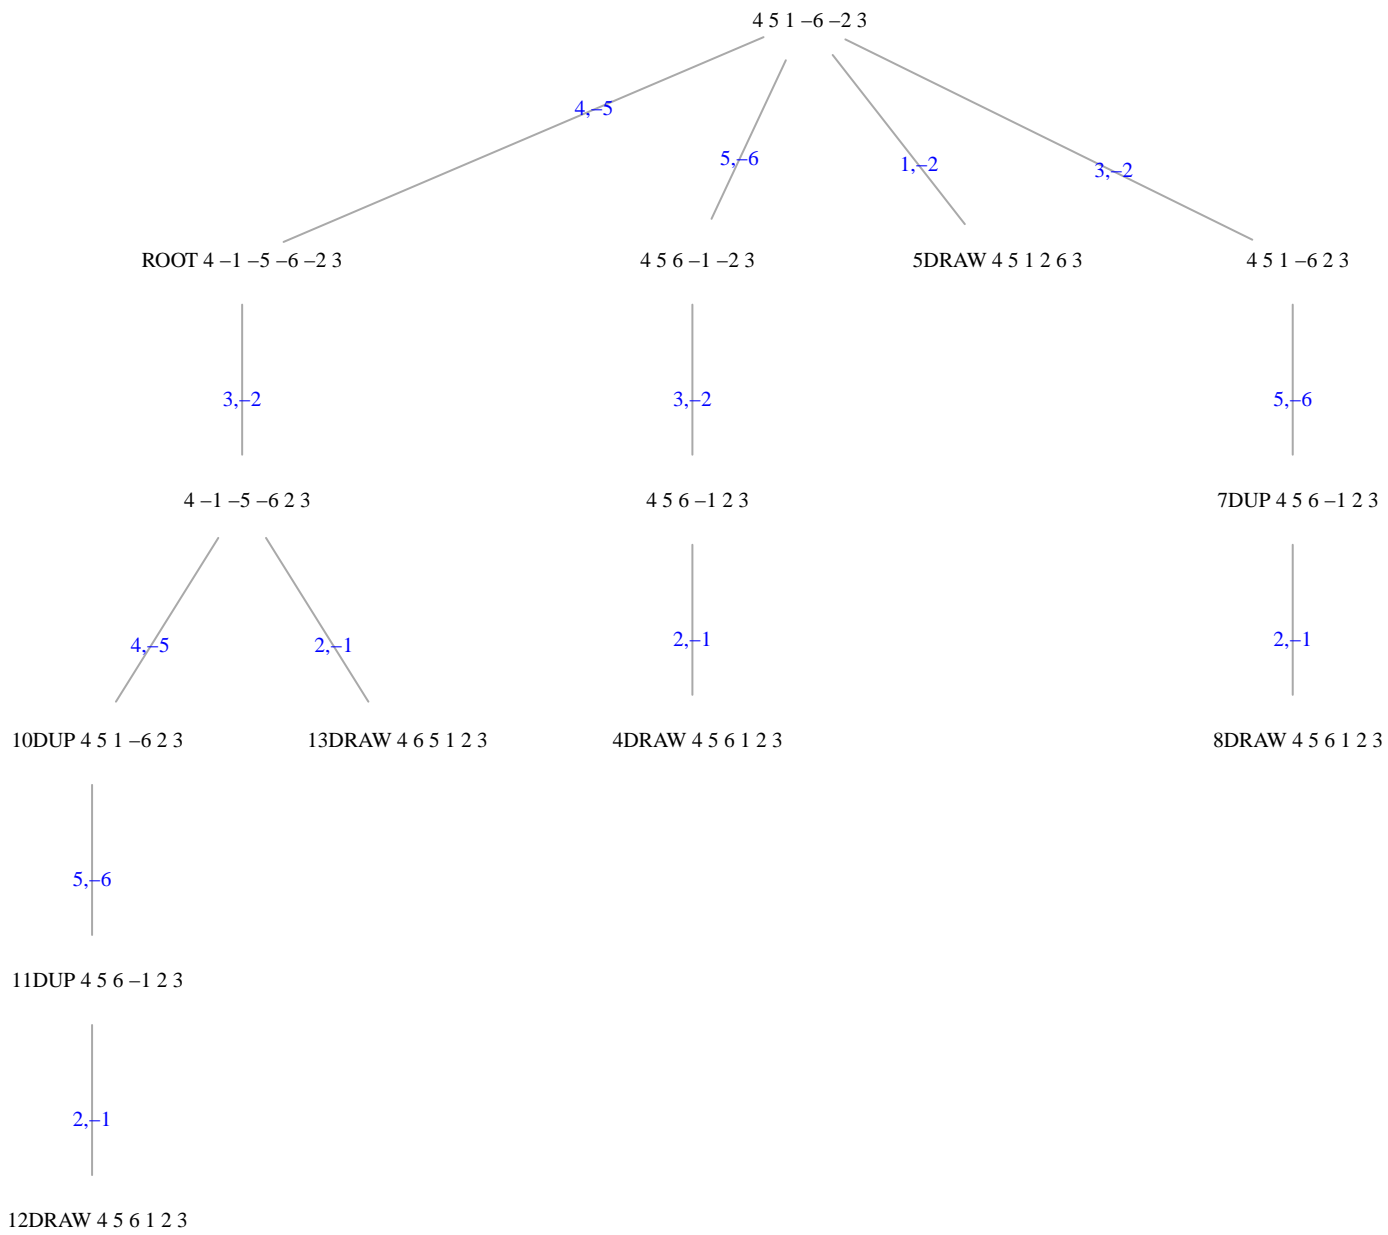 4 5 1 –6 –2 3
4,–5
5,–6
1,–2
3,–2
ROOT 4 –1 –5 –6 –2 3
4 5 6 –1 –2 3
5DRAW 4 5 1 2 6 3
4 5 1 –6 2 3
3,–2
3,–2
5,–6
4 –1 –5 –6 2 3
4 5 6 –1 2 3
7DUP 4 5 6 –1 2 3
4,–5
2,–1
2,–1
2,–1
10DUP 4 5 1 –6 2 3
13DRAW 4 6 5 1 2 3
4DRAW 4 5 6 1 2 3
8DRAW 4 5 6 1 2 3
5,–6
11DUP 4 5 6 –1 2 3
2,–1
12DRAW 4 5 6 1 2 3